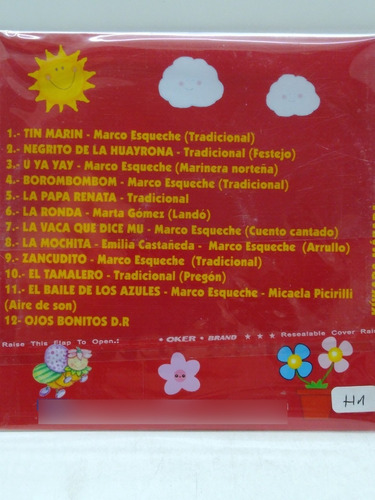 1.- TIN MARIN - Marco Esqueche (Tradicional)
2.- NEGRITO DE LA HUAYRONA - Tradicional (Festejo)
3.- U YA YAY - Marco Esqueche (Marinera norteña)
4.- BOROMBOMBOM - Marco Esqueche (Tradicional)
5.- LA PAPA RENATA - Tradicional
6.- LA RONDA - Marta Gómez (Landó)
7.- LA VACA QUE DICE MU - Marco Esqueche (Cuento cantado)
8.- LA MOCHITA - Emilia Castañeda - Marco Esqueche (Arrullo)
9.- ZANCUDITO - Marco Esqueche (Tradicional)
10.- EL TAMALERO - Tradicional (Pregón)
11.- EL BAILE DE LOS AZULES - Marco Esqueche - Micaela Picirilli
(Aire de son)
12- OJOS BONITOS D.R
Raise This Flap To Open.! • OKER • BRAND ★ ★ ★ Resealable Cover
H1